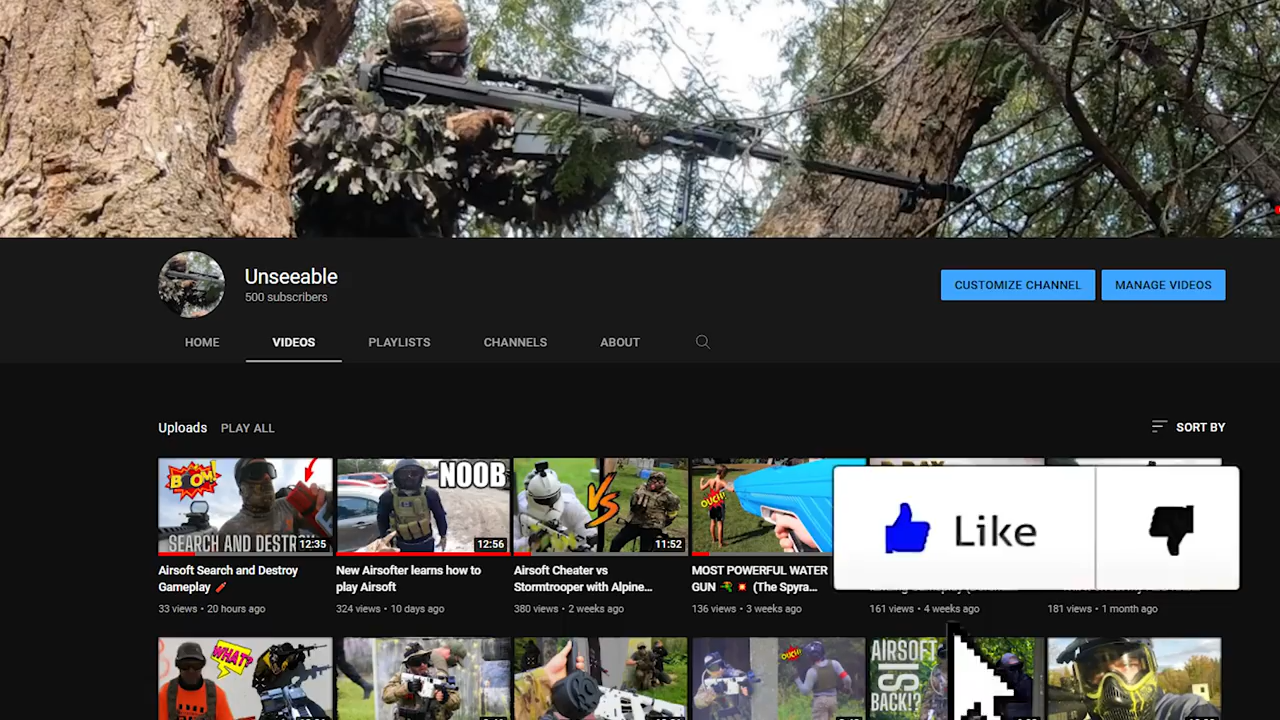 Unseeable
500 subscribers
CUSTOMIZE CHANNEL
MANAGE VIDEOS
HOME
VIDEOS
PLAYLISTS
CHANNELS
ABOUT
Uploads
PLAY ALL
SORT BY
BOOM!
SEARCH AND DESTROY
12:35
NOOB
12:56
VS
11:52
OUCH!
Like
Airsoft Search and Destroy
Gameplay
33 views • 20 hours ago
New Airsofter learns how to
play Airsoft
324 views • 10 days ago
Airsoft Cheater vs
Stormtrooper with Alpine...
380 views • 2 weeks ago
MOST POWERFUL WATER
GUN (The Spyra...
136 views • 3 weeks ago
161 views • 4 weeks ago
181 views • 1 month ago
WHAT?
OUCH!
AIRSOFT
IS
BACK!?